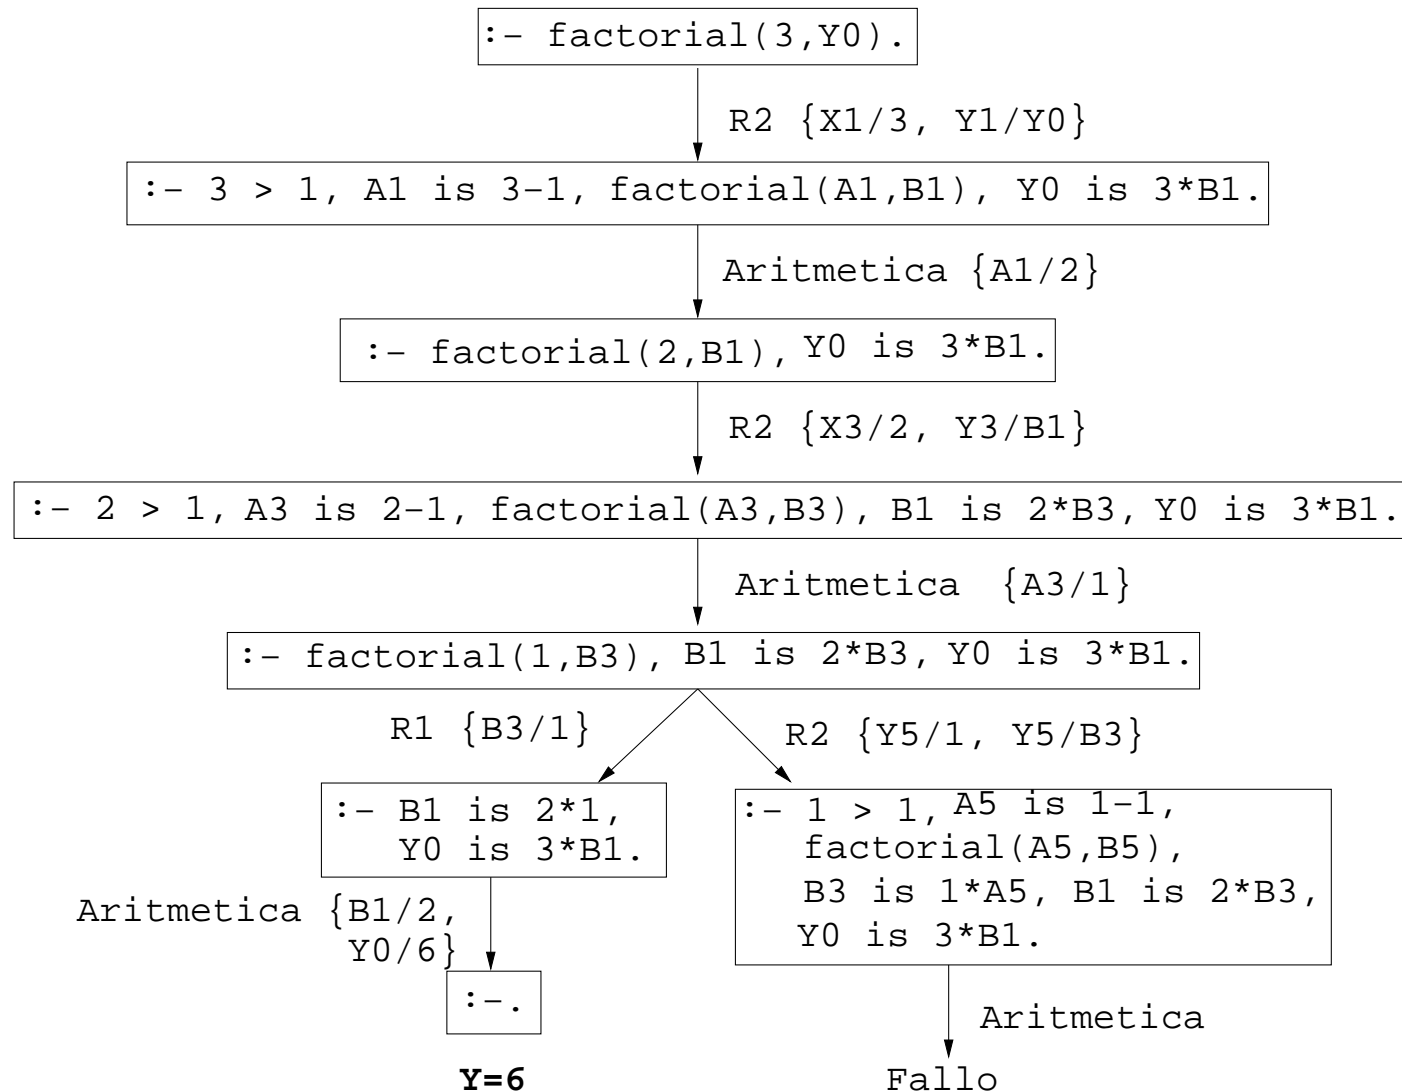 :- factorial(3,Y0).
R2 {X1/3, Y1/Y0}
:- 3 > 1, A1 is 3-1, factorial(A1,B1), Y0 is 3*B1.
Aritmetica {A1/2}
:- factorial(2,B1), Y0 is 3*B1.
R2 {X3/2, Y3/B1}
:- 2 > 1, A3 is 2-1, factorial(A3,B3), B1 is 2*B3, Y0 is 3*B1.
Aritmetica {A3/1}
:- factorial(1,B3), B1 is 2*B3, Y0 is 3*B1.
R1 {B3/1}
R2 {Y5/1, Y5/B3}
:- B1 is 2*1,
Y0 is 3*B1.
:- 1 > 1, A5 is 1-1,
factorial(A5,B5),
B3 is 1*A5, B1 is 2*B3,
Y0 is 3*B1.
Aritmetica {B1/2,
Y0/6}
:-.
Aritmetica
Y=6
Fallo